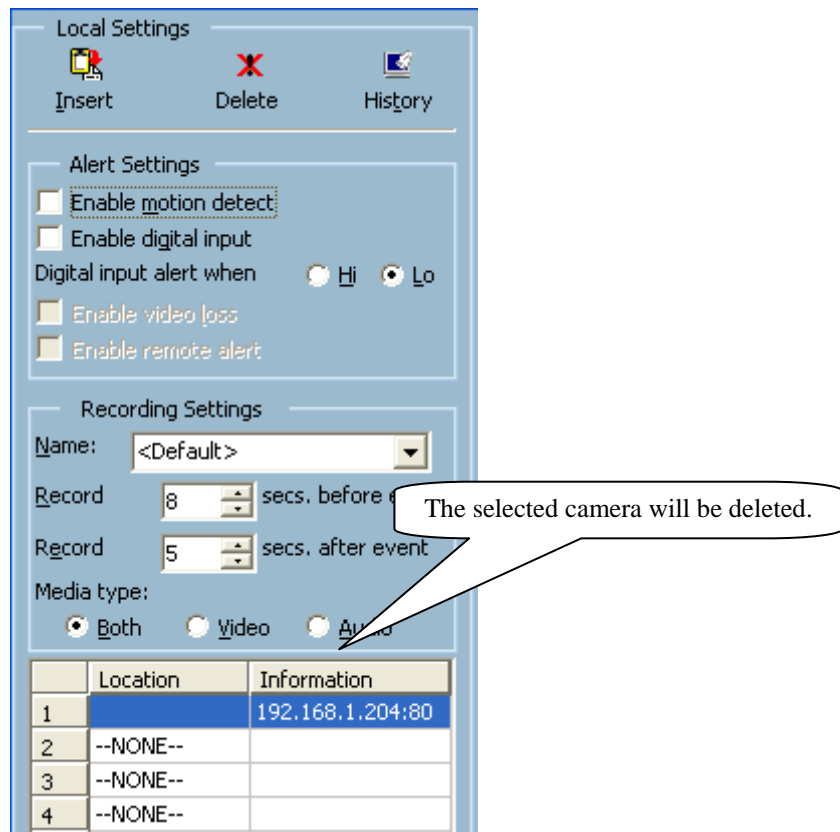 Local Settings
Insert Delete History
Alert Settings
Enable motion detect
Enable digital input
Digital input alert when Hi Lo
Enable video loss
Enable remote alert
Recording Settings
Name: <Default>
Record 8 secs. before
The selected camera will be deleted.
Record 5 secs. after event
Media type:
Both Video Audio
Location Information
1 192.168.1.204:80
2 --NONE--
3 --NONE--
4 --NONE--